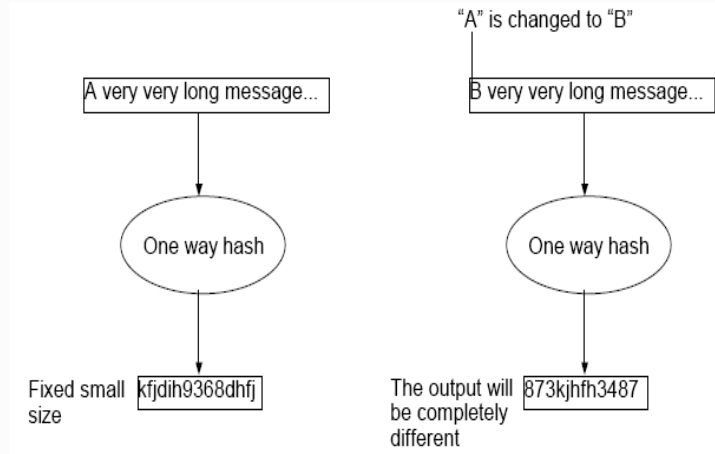 “A” is changed to “B”
A very very long message...
B very very long message...
One way hash
One way hash
Fixed small
size
kfjdih9368dhfj
The output will
be completely
different
873kjhfh3487